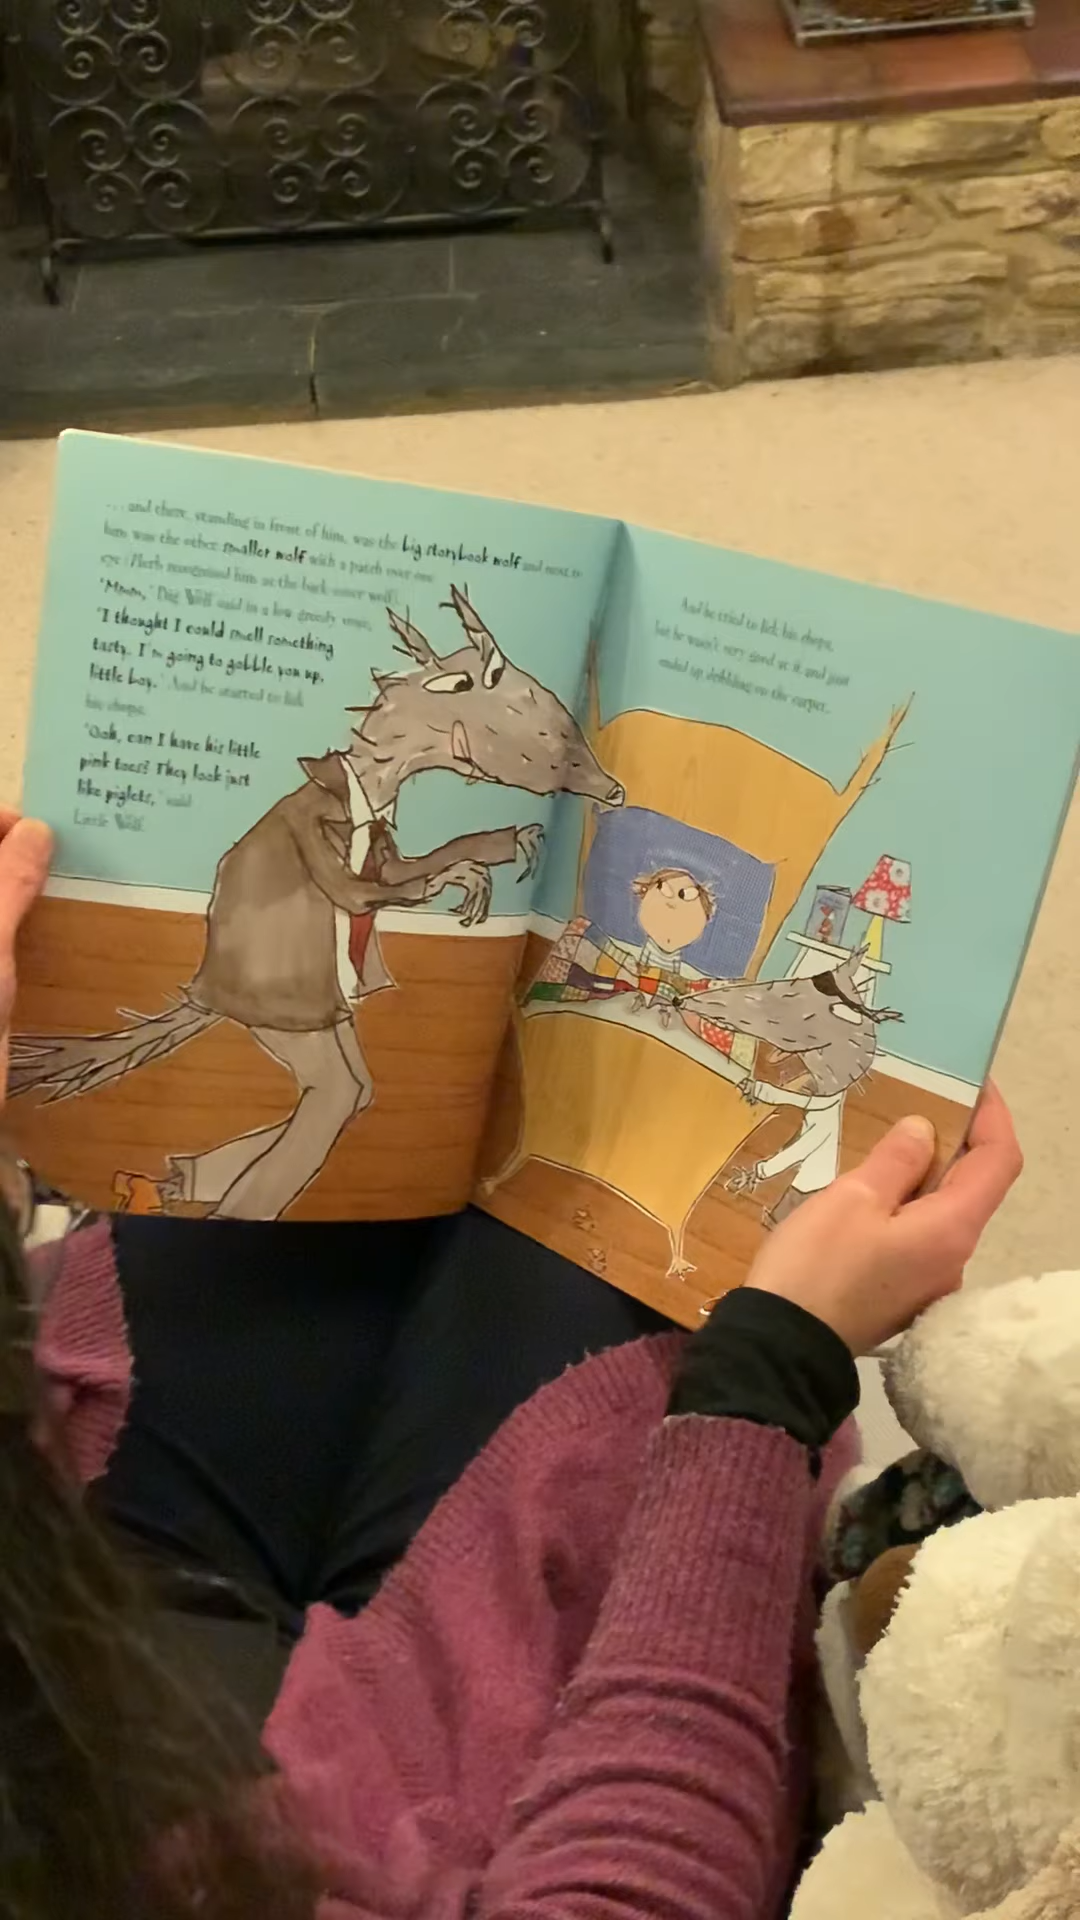 ...and there, standing in front of him, was the big storybook wolf and next to
him was the other smaller wolf with a patch over one
eye (Herb recognised him as the back-cover wolf).
'Mmm,' Big Wolf said in a low greedy voice,
'I thought I could smell something
tasty. I'm going to gobble you up,
little boy.' And he started to lick
his chops.
'Ooh, can I have his little
pink toes? They look just
like piglets,' said
Little Wolf.
And he tried to lick his chops,
but he wasn't very good at it and just
ended up dribbling on the carpet.